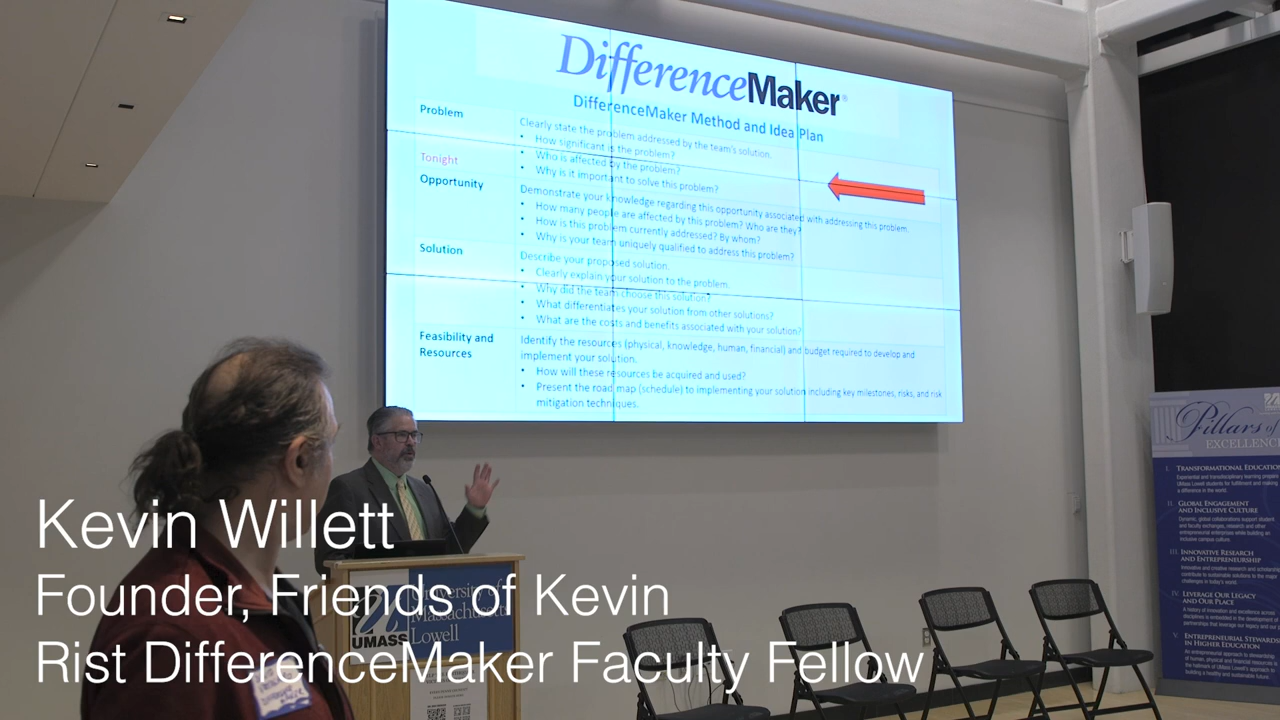 DifferenceMaker®
DifferenceMaker Method and Idea Plan
Problem
Clearly state the problem addressed by the team's solution.
• How significant is the problem?
• Who is affected by the problem?
• Why is it important to solve this problem?
Tonight
Opportunity
Demonstrate your knowledge regarding this opportunity associated with addressing this problem.
• How many people are affected by this problem? Who are they?
• How is this problem currently addressed? By whom?
• Why is your team uniquely qualified to address this problem?
Solution
Describe your proposed solution.
• Clearly explain your solution to the problem.
• Why did the team choose this solution?
• What differentiates your solution from other solutions?
• What are the costs and benefits associated with your solution?
Feasibility and
Resources
Identify the resources (physical, knowledge, human, financial) and budget required to develop and
implement your solution.
• How will these resources be acquired and used?
• Present the road map (schedule) to implementing your solution including key milestones, risks, and risk
mitigation techniques.
Kevin Willett
Founder, Friends of Kevin
Rist DifferenceMaker Faculty Fellow
University of
Massachusetts
Lowell
UMASS
Pillars of
EXCELLENCE
I. TRANSFORMATIONAL EDUCATION
II. GLOBAL ENGAGEMENT
AND INCLUSIVE CULTURE
III. INNOVATIVE RESEARCH
AND ENTREPRENEURSHIP
IV. LEVERAGE OUR LEGACY
AND OUR PLACE
V. ENTREPRENEURIAL
IN HIGHER EDUCATION